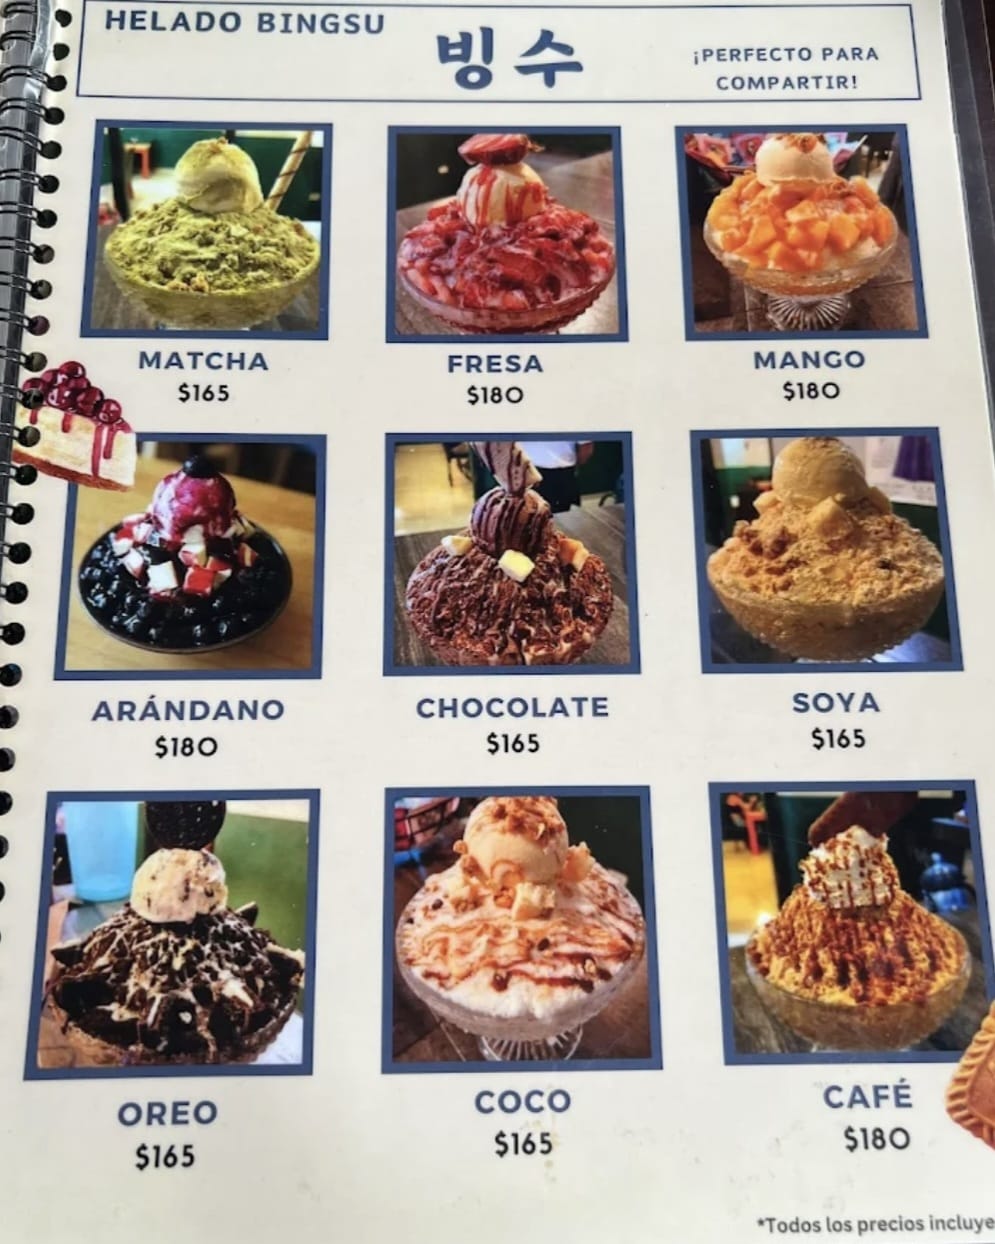 HELADO BINGSU
빙수
¡PERFECTO PARA
COMPARTIR!
MATCHA
$165
FRESA
$180
MANGO
$180
ARÁNDANO
$180
CHOCOLATE
$165
SOYA
$165
OREO
$165
COCO
$165
CAFÉ
$180
*Todos los precios incluye